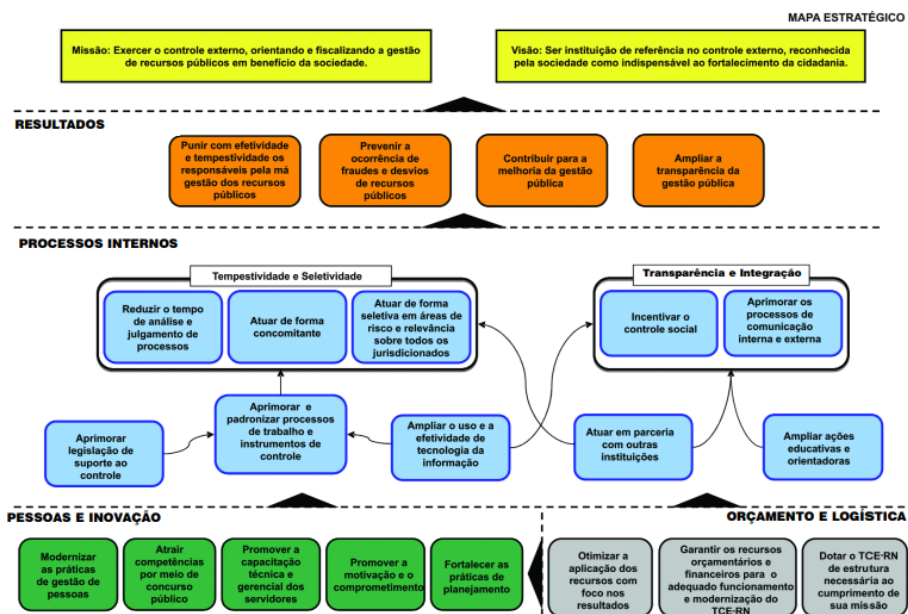 MAPA ESTRATÉGICO
Missão: Exercer o controle externo, orientando e fiscalizando a gestão
de recursos públicos em benefício da sociedade.
Visão: Ser instituição de referência no controle externo, reconhecida
pela sociedade como indispensável ao fortalecimento da cidadania.
RESULTADOS
Punir com efetividade
e tempestividade os
responsáveis pela má
gestão dos recursos
públicos
Prevenir a
ocorrência de
fraudes e desvios
de recursos
públicos
Contribuir para a
melhoria da gestão
pública
Ampliar a
transparência da
gestão pública
PROCESSOS INTERNOS
Tempestividade e Seletividade
Reduzir o tempo
de análise e
julgamento de
processos
Atuar de forma
concomitante
Atuar de forma
seletiva em áreas de
risco e relevância
sobre todos os
jurisdicionados
Transparência e Integração
Incentivar o
controle social
Aprimorar os
processos de
comunicação
interna e externa
Aprimorar
legislação de
suporte ao
controle
Aprimorar e
padronizar processos
de trabalho e
instrumentos de
controle
Ampliar o uso e a
efetividade de
tecnologia da
informação
Atuar em parceria
com outras
instituições
Ampliar ações
educativas e
orientadoras
PESSOAS E INOVAÇÃO
Modernizar
as práticas
de gestão de
pessoas
Atrair
competências
por meio de
concurso
público
Promover a
capacitação
técnica e
gerencial dos
servidores
Promover a
motivação e o
comprometimento
Fortalecer as
práticas de
planejamento
ORÇAMENTO E LOGÍSTICA
Otimizar a
aplicação dos
recursos com
foco nos
resultados
Garantir os recursos
orçamentários e
financeiros para o
adequado funcionamento
e modernização do
TCE-RN
Dotar o TCE-RN
de estrutura
necessária ao
cumprimento de
sua missão